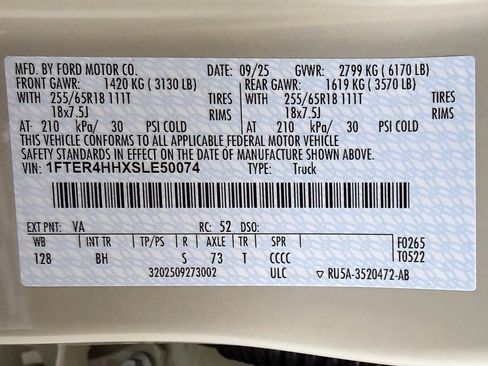 MFD. BY FORD MOTOR CO. DATE: 09/25 GVWR: 2799 KG ( 6170 LB)
FRONT GAWR: 1420 KG ( 3130 LB) REAR GAWR: 1619 KG ( 3570 LB)
WITH 255/65R18 111T TIRES WITH 255/65R18 111T TIRES
18x7.5J RIMS 18x7.5J RIMS
AT: 210 kPa/ 30 PSI COLD AT: 210 kPa/ 30 PSI COLD
THIS VEHICLE CONFORMS TO ALL APPLICABLE FEDERAL MOTOR VEHICLE
SAFETY STANDARDS IN EFFECT ON THE DATE OF MANUFACTURE SHOWN ABOVE.
VIN: 1FTER4HHXSLE50074 TYPE: Truck
EXT PNT: VA RC: 52 DSO:
WB INT TR TP/PS R AXLE TR SPR F0265
128 BH S 73 T CCCC T0522
3202509273002 ULC ▽ RU5A-3520472-AB